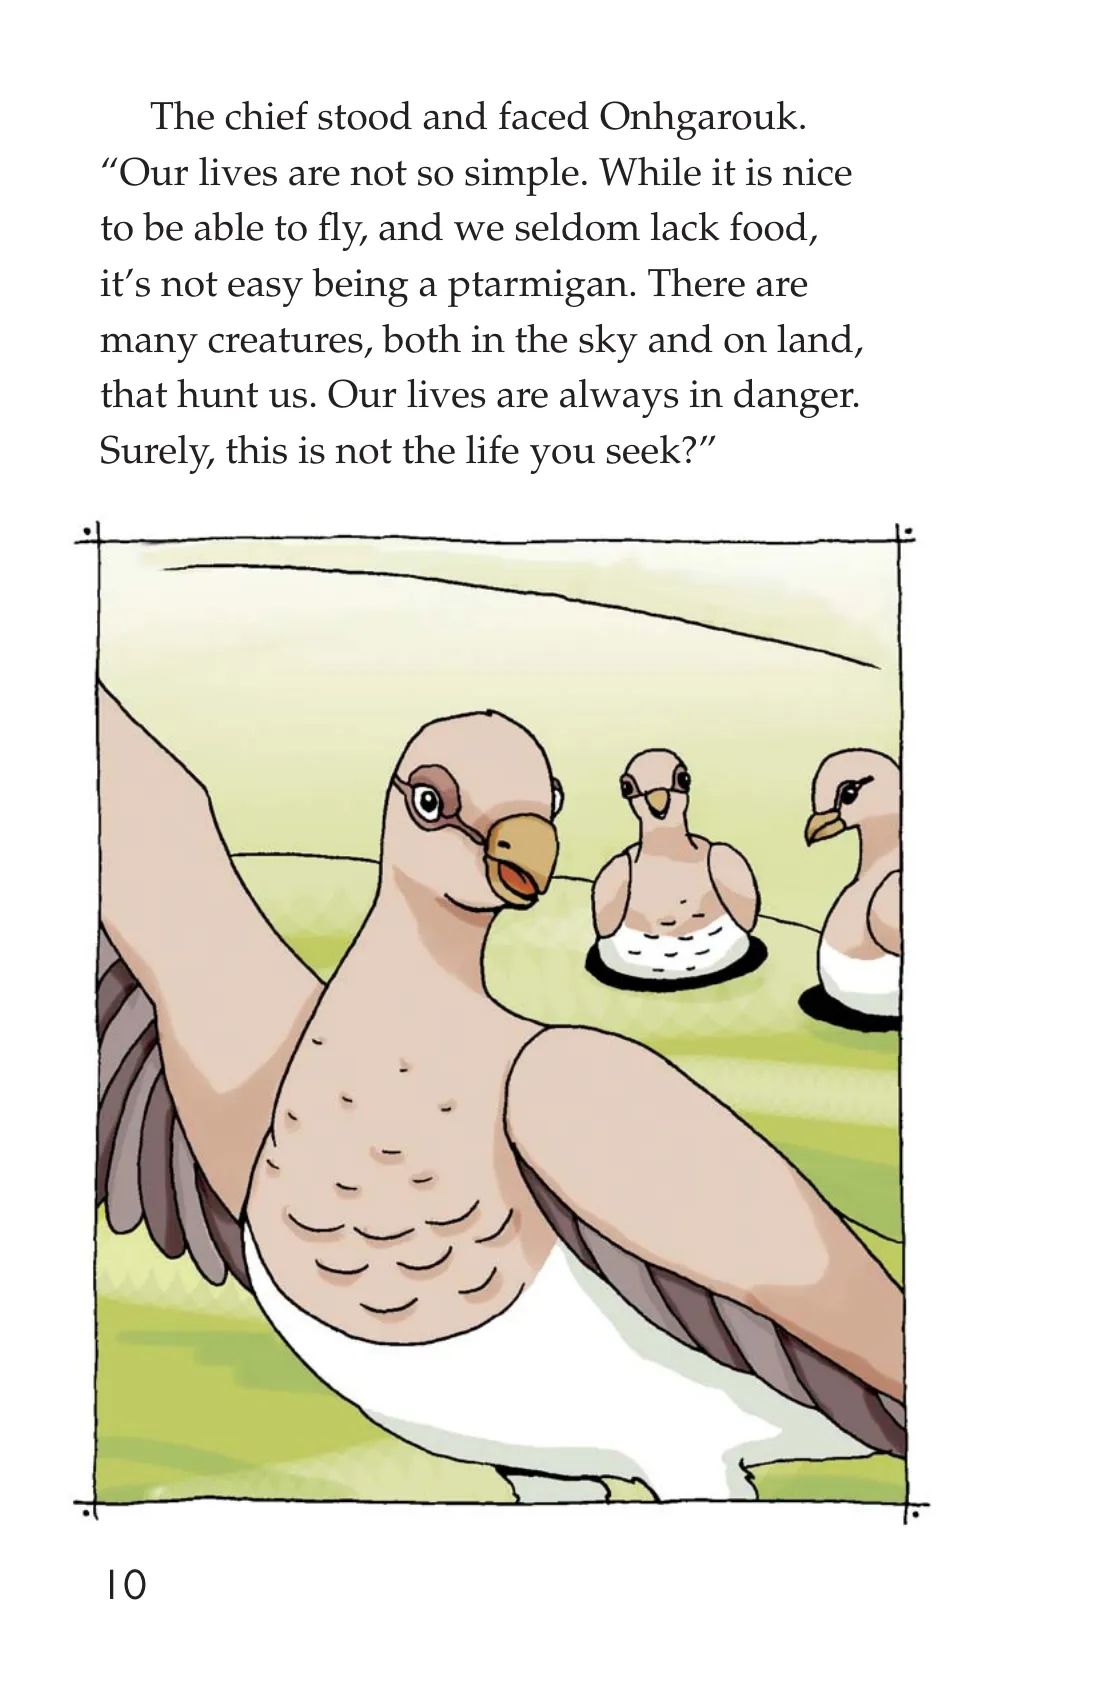 The chief stood and faced Onhgarouk.
“Our lives are not so simple. While it is nice
to be able to fly, and we seldom lack food,
it’s not easy being a ptarmigan. There are
many creatures, both in the sky and on land,
that hunt us. Our lives are always in danger.
Surely, this is not the life you seek?”
10